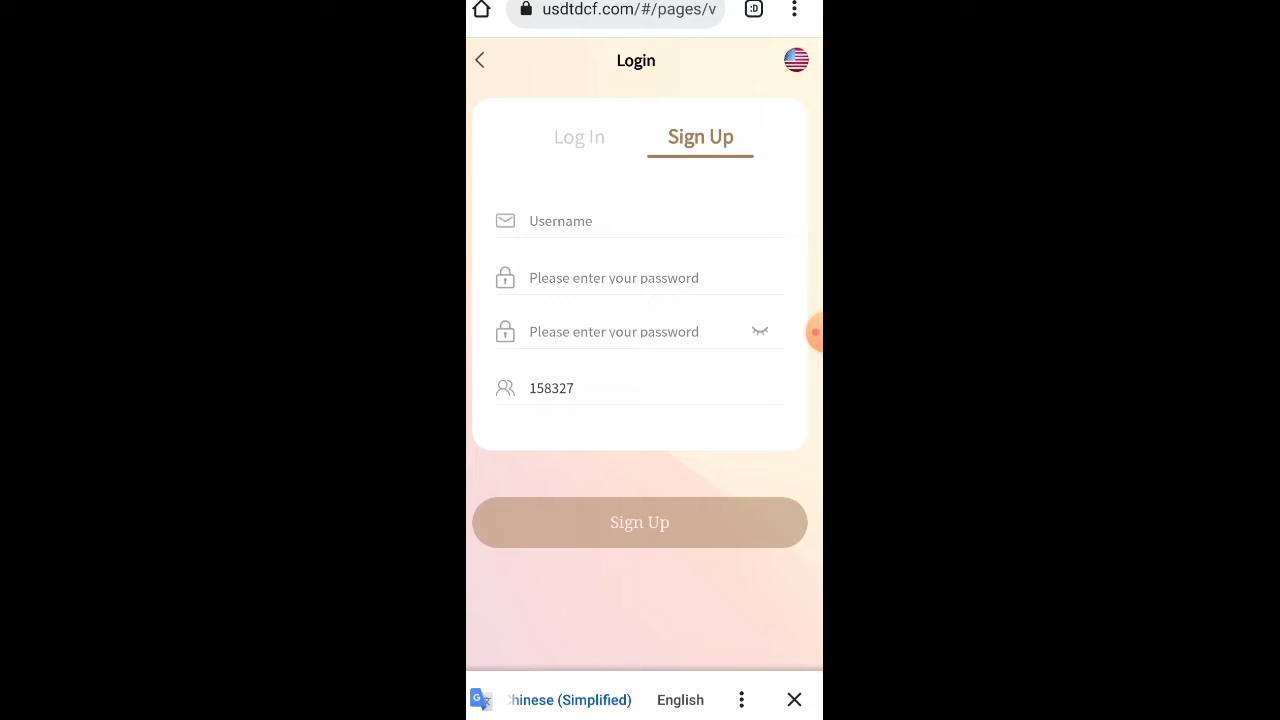 usdtdcf.com/#/pages/v
:D
Login
Log In
Sign Up
Username
Please enter your password
Please enter your password
158327
Sign Up
hinese (Simplified)
English